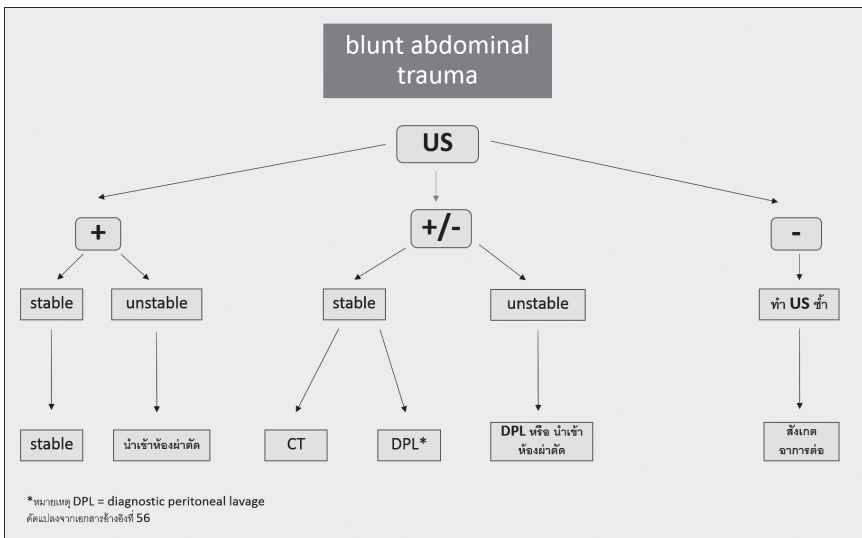 blunt abdominal
trauma
US
+
+/-
-
stable
unstable
stable
unstable
ทำ US ซ้ำ
stable
นำเข้าห้องผ่าตัด
CT
DPL*
DPL หรือ นำเข้า
ห้องผ่าตัด
สังเกต
อาการต่อ
*หมายเหตุ DPL = diagnostic peritoneal lavage
ดัดแปลงจากเอกสารอ้างอิงที่ 56